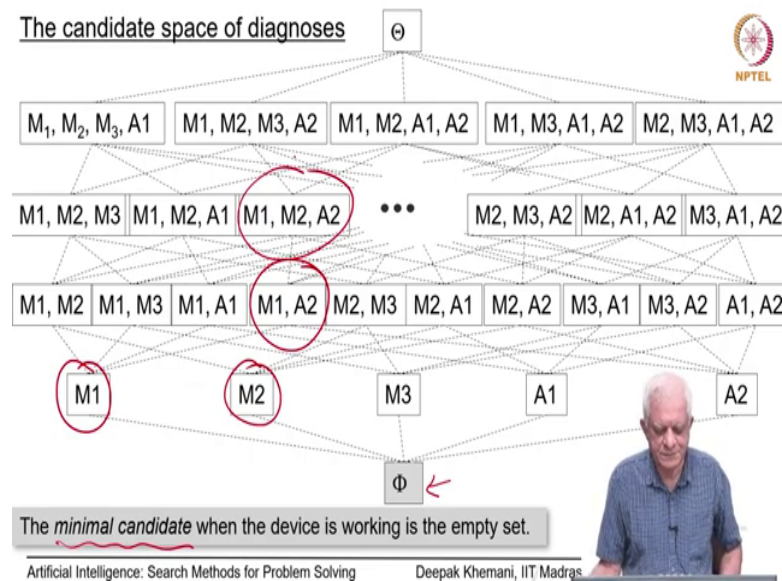 The candidate space of diagnoses
Θ
NPTEL
M₁, M₂, M₃, A1
M1, M2, M3, A2
M1, M2, A1, A2
M1, M3, A1, A2
M2, M3, A1, A2
M1, M2, M3
M1, M2, A1
M1, M2, A2
•••
M2, M3, A2
M2, A1, A2
M3, A1, A2
M1, M2
M1, M3
M1, A1
M1, A2
M2, M3
M2, A1
M2, A2
M3, A1
M3, A2
A1, A2
M1
M2
M3
A1
A2
Φ
The minimal candidate when the device is working is the empty set.
Artificial Intelligence: Search Methods for Problem Solving
Deepak Khemani, IIT Madras